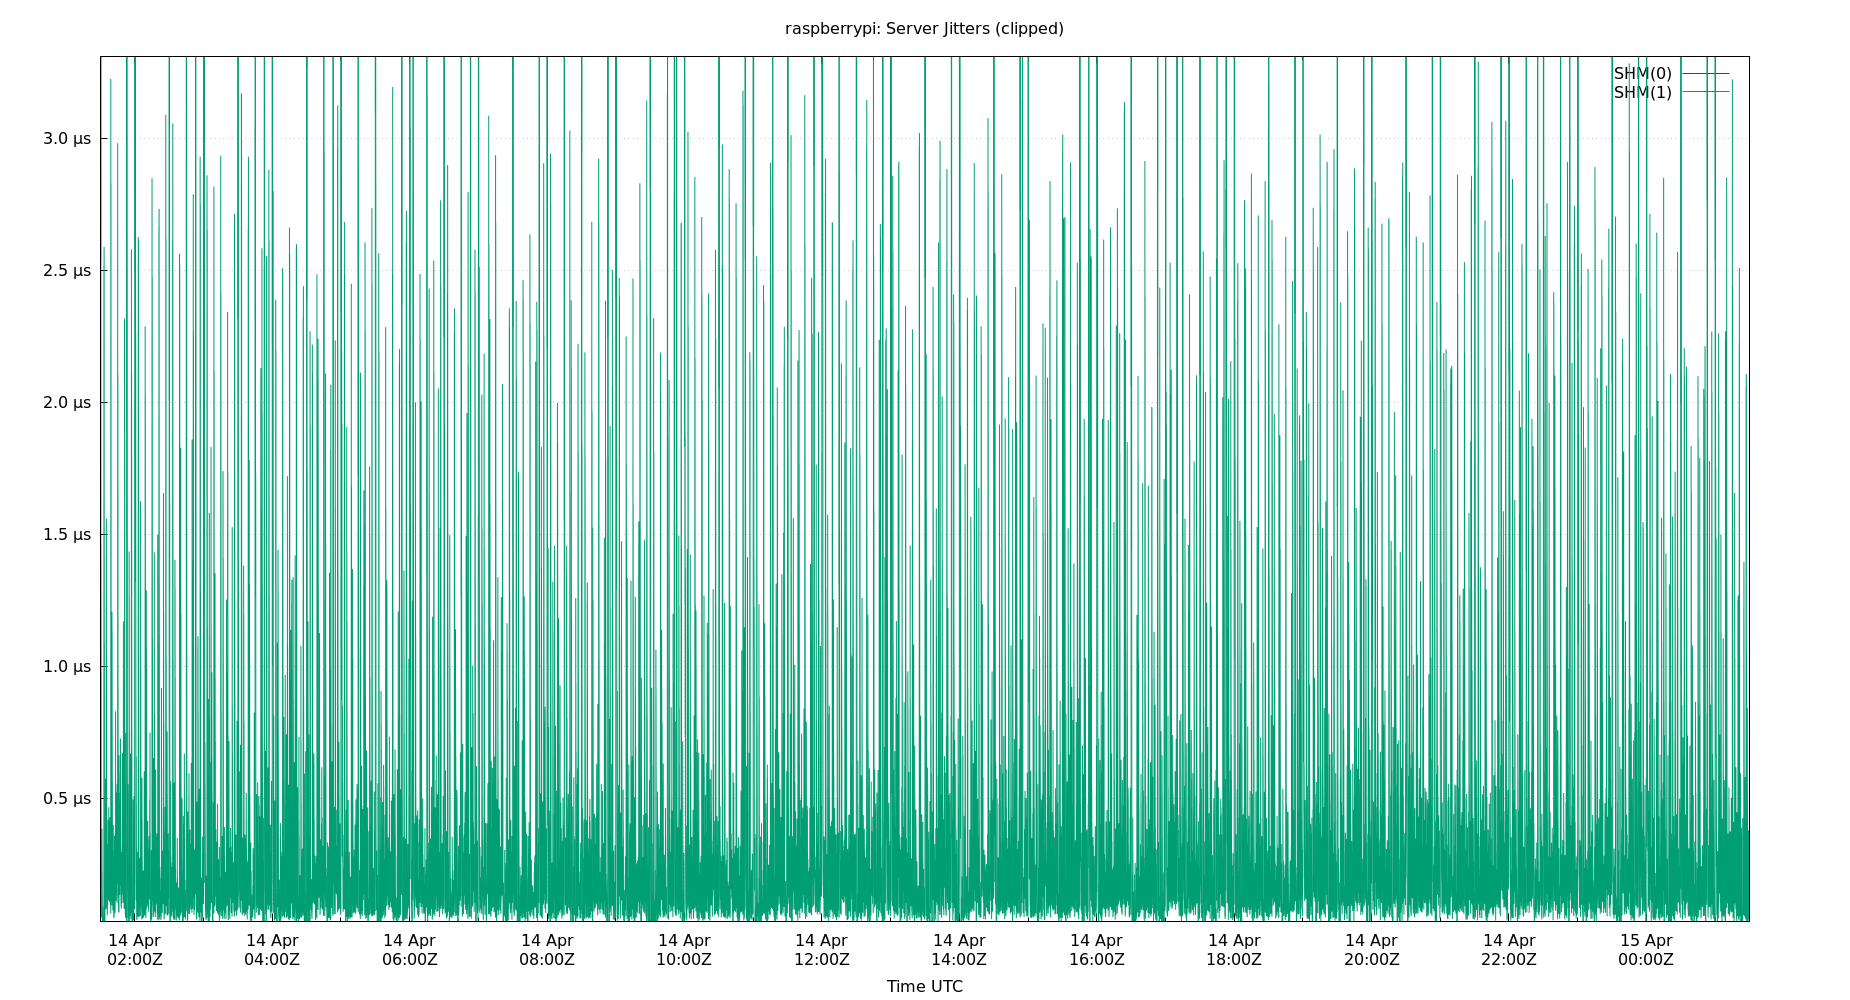 raspberrypi: Server Jitters (clipped)
SHM(0)
SHM(1)
3.0 µs
2.5 µs
2.0 µs
1.5 µs
1.0 µs
0.5 µs
14 Apr 14 Apr 14 Apr 14 Apr 14 Apr 14 Apr 14 Apr 14 Apr 14 Apr 14 Apr 14 Apr 15 Apr
02:00Z 04:00Z 06:00Z 08:00Z 10:00Z 12:00Z 14:00Z 16:00Z 18:00Z 20:00Z 22:00Z 00:00Z
Time UTC